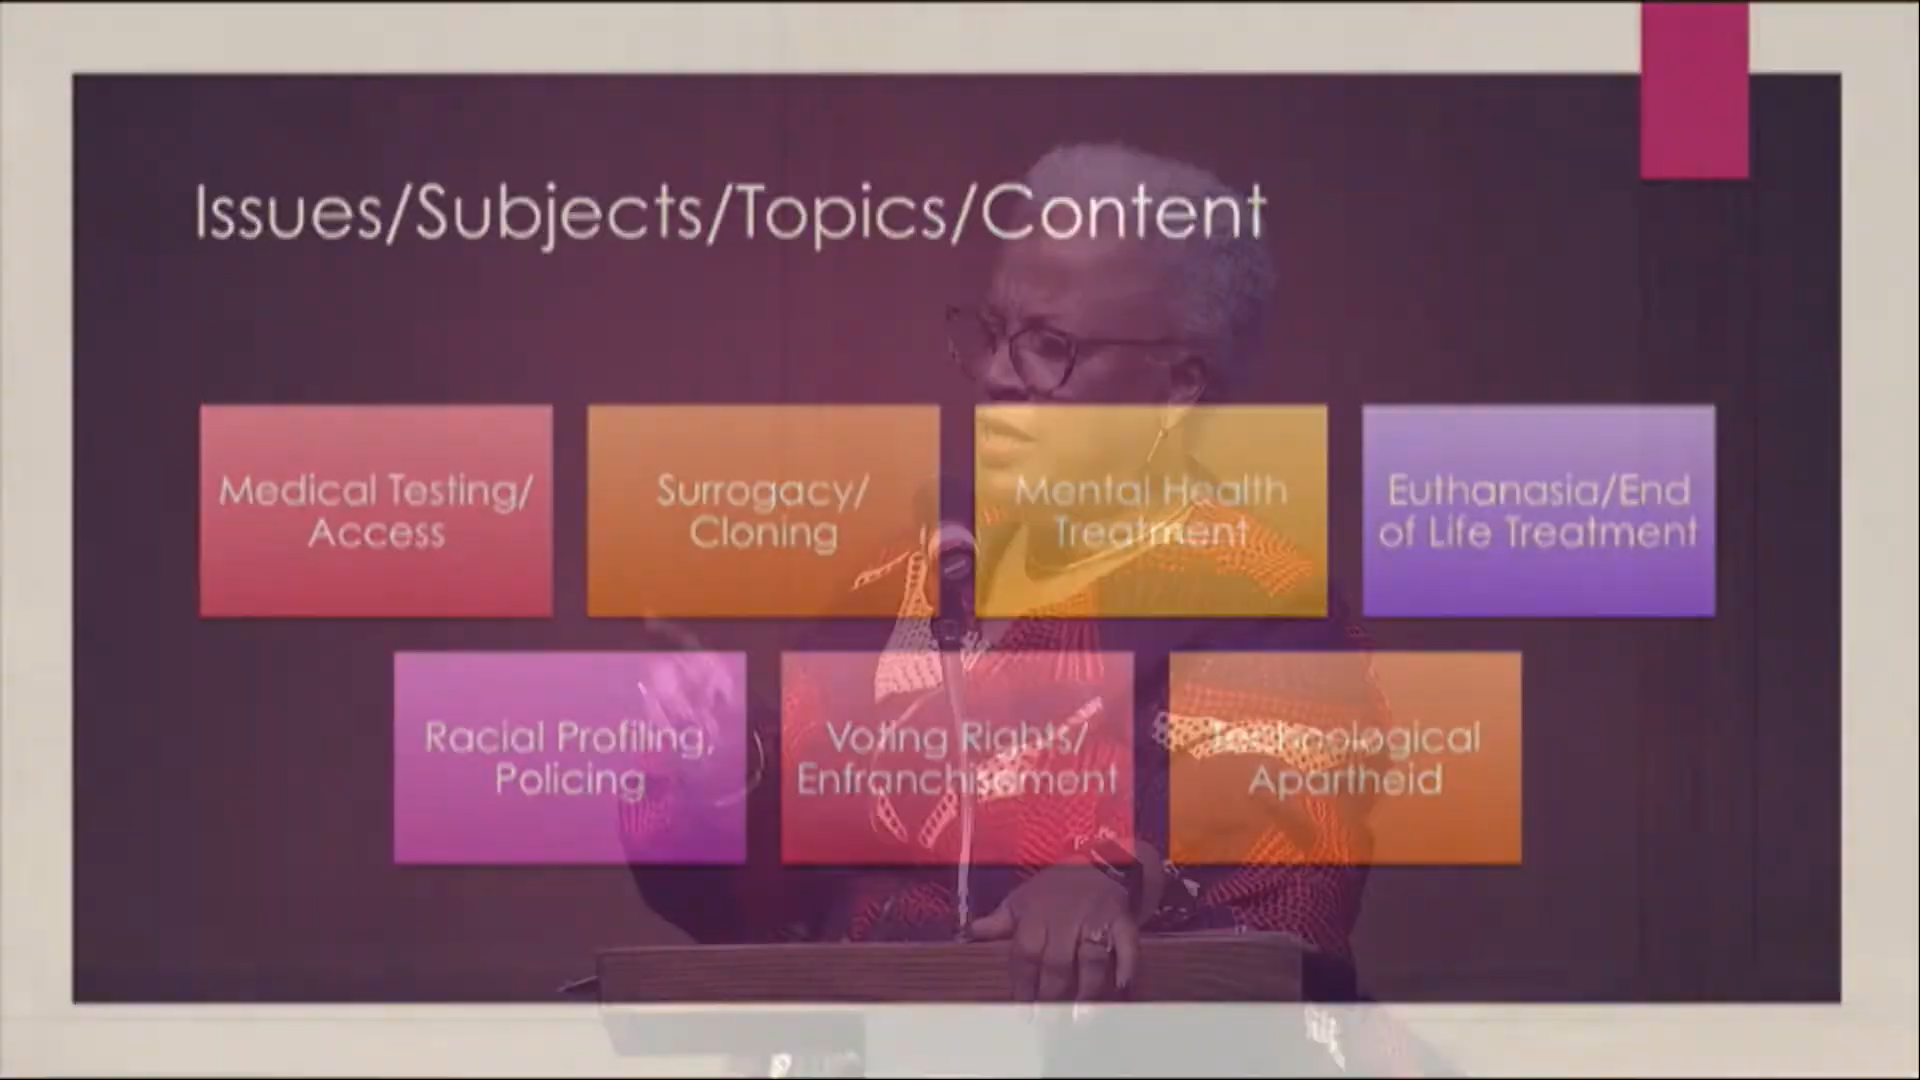 Issues/Subjects/Topics/Content
Medical Testing/
Access
Surrogacy/
Cloning
Mental Health
Treatment
Euthanasia/End
of Life Treatment
Racial Profiling,
Policing
Voting Rights/
Enfranchisement
Technological
Apartheid